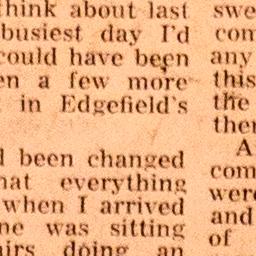 think about last
busiest day I'd
could have been
en a few more
in Edgefield's
d been changed
hat everything
when I arrived
ne was sitting
airs doing an
swe
com
any
this
the
ther
A
com
were
and
of